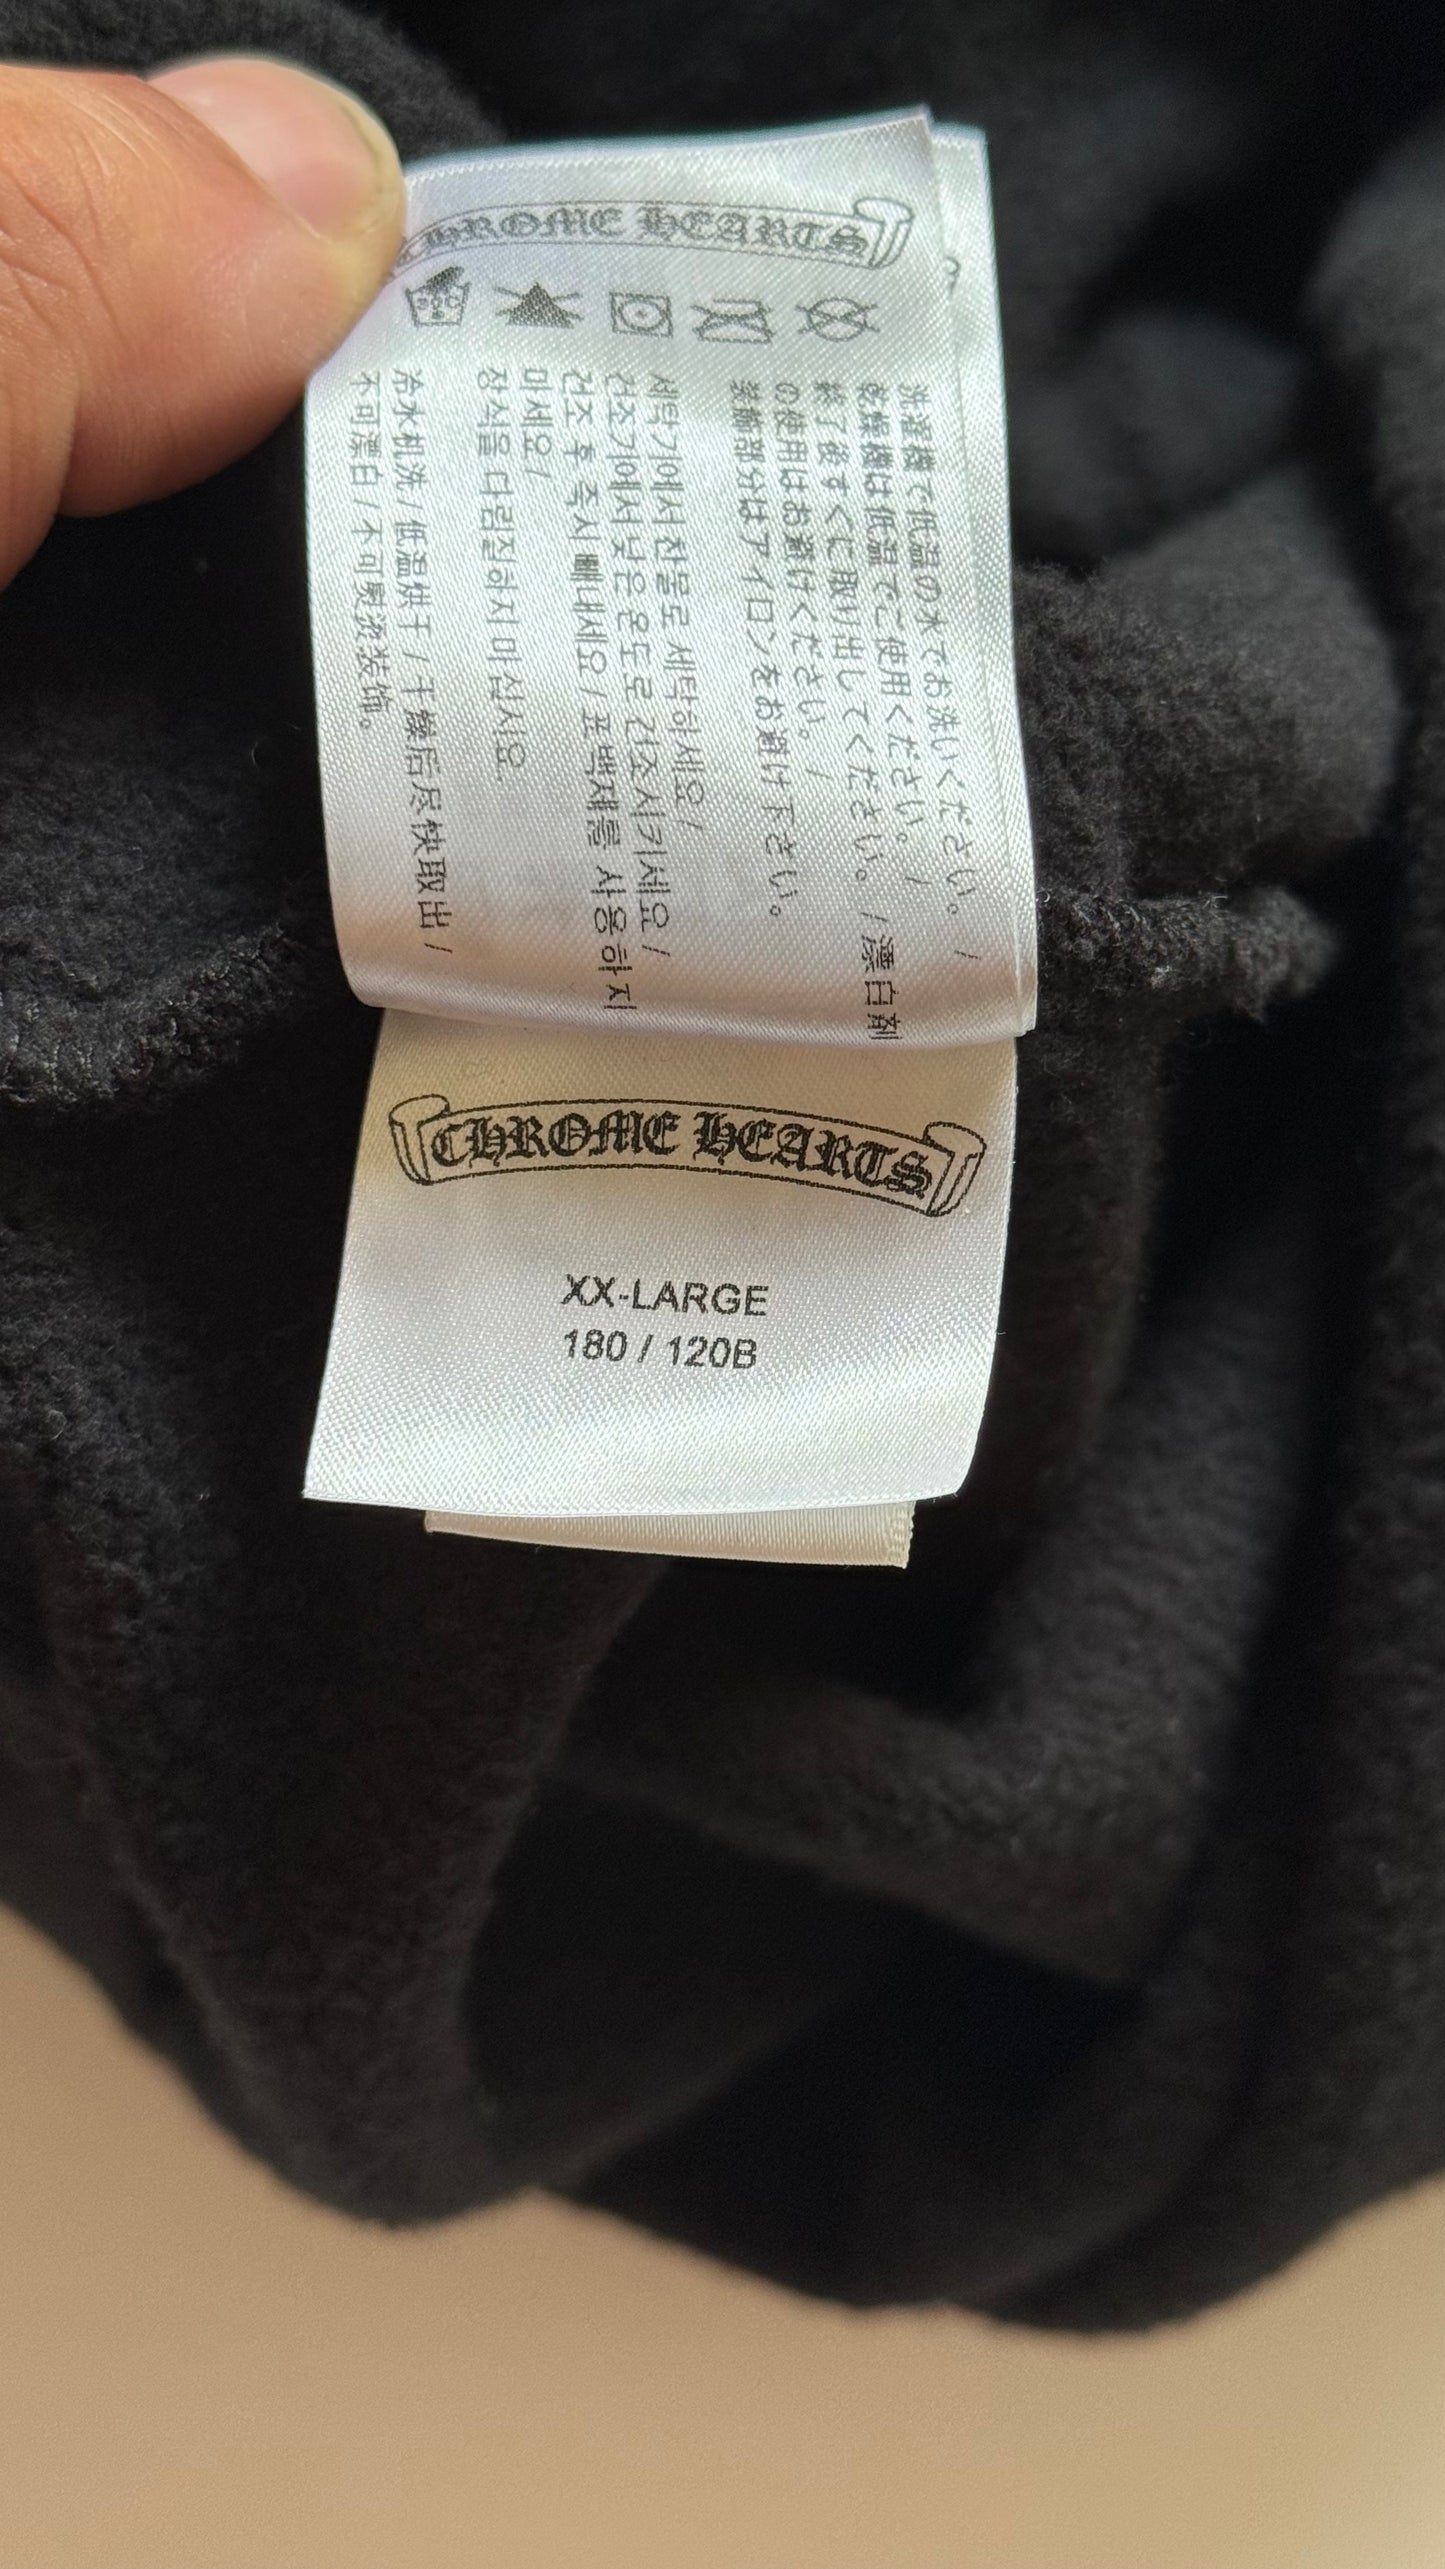 CHROME HEARTS
洗濯機で低温の水でお洗いください。/
乾燥機は低温でご使用ください。/
終了後すぐに取り出してください。/漂白剤
の使用はお避けください。/
装飾部分はアイロンをお避け下さい。
세탁기에서 찬물로 세탁하세요/
건조기에서 낮은 온도로 건조시키세요/
건조 후 즉시 빼내세요 / 표백제를 사용하지
마세요/
장식을 다림질하지 마십시오.
冷水机洗/低温烘干 / 干燥后尽快取出 /
不可漂白/不可熨烫装饰。
CHROME HEARTS
XX-LARGE
180 / 120B